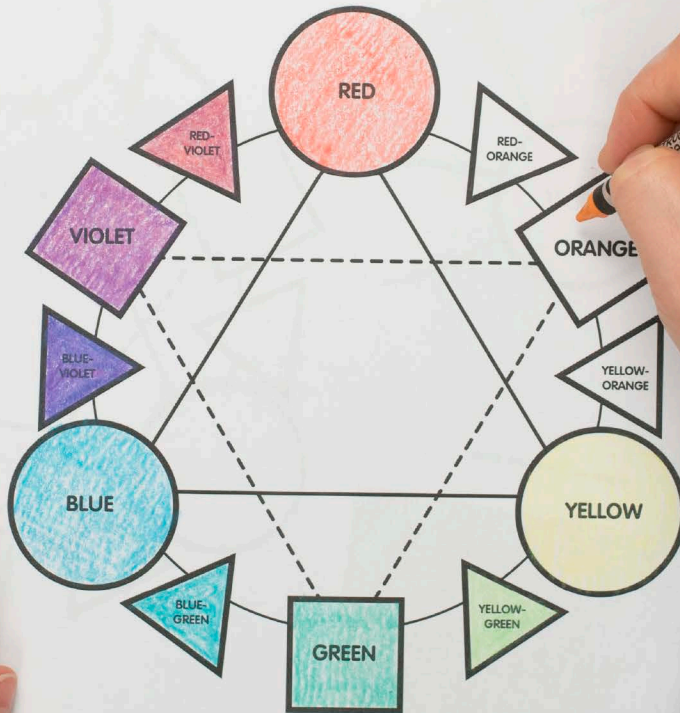 RED
RED-
VIOLET
RED-
ORANGE
VIOLET
ORANGE
BLUE-
VIOLET
YELLOW-
ORANGE
BLUE
YELLOW
BLUE-
GREEN
YELLOW-
GREEN
GREEN